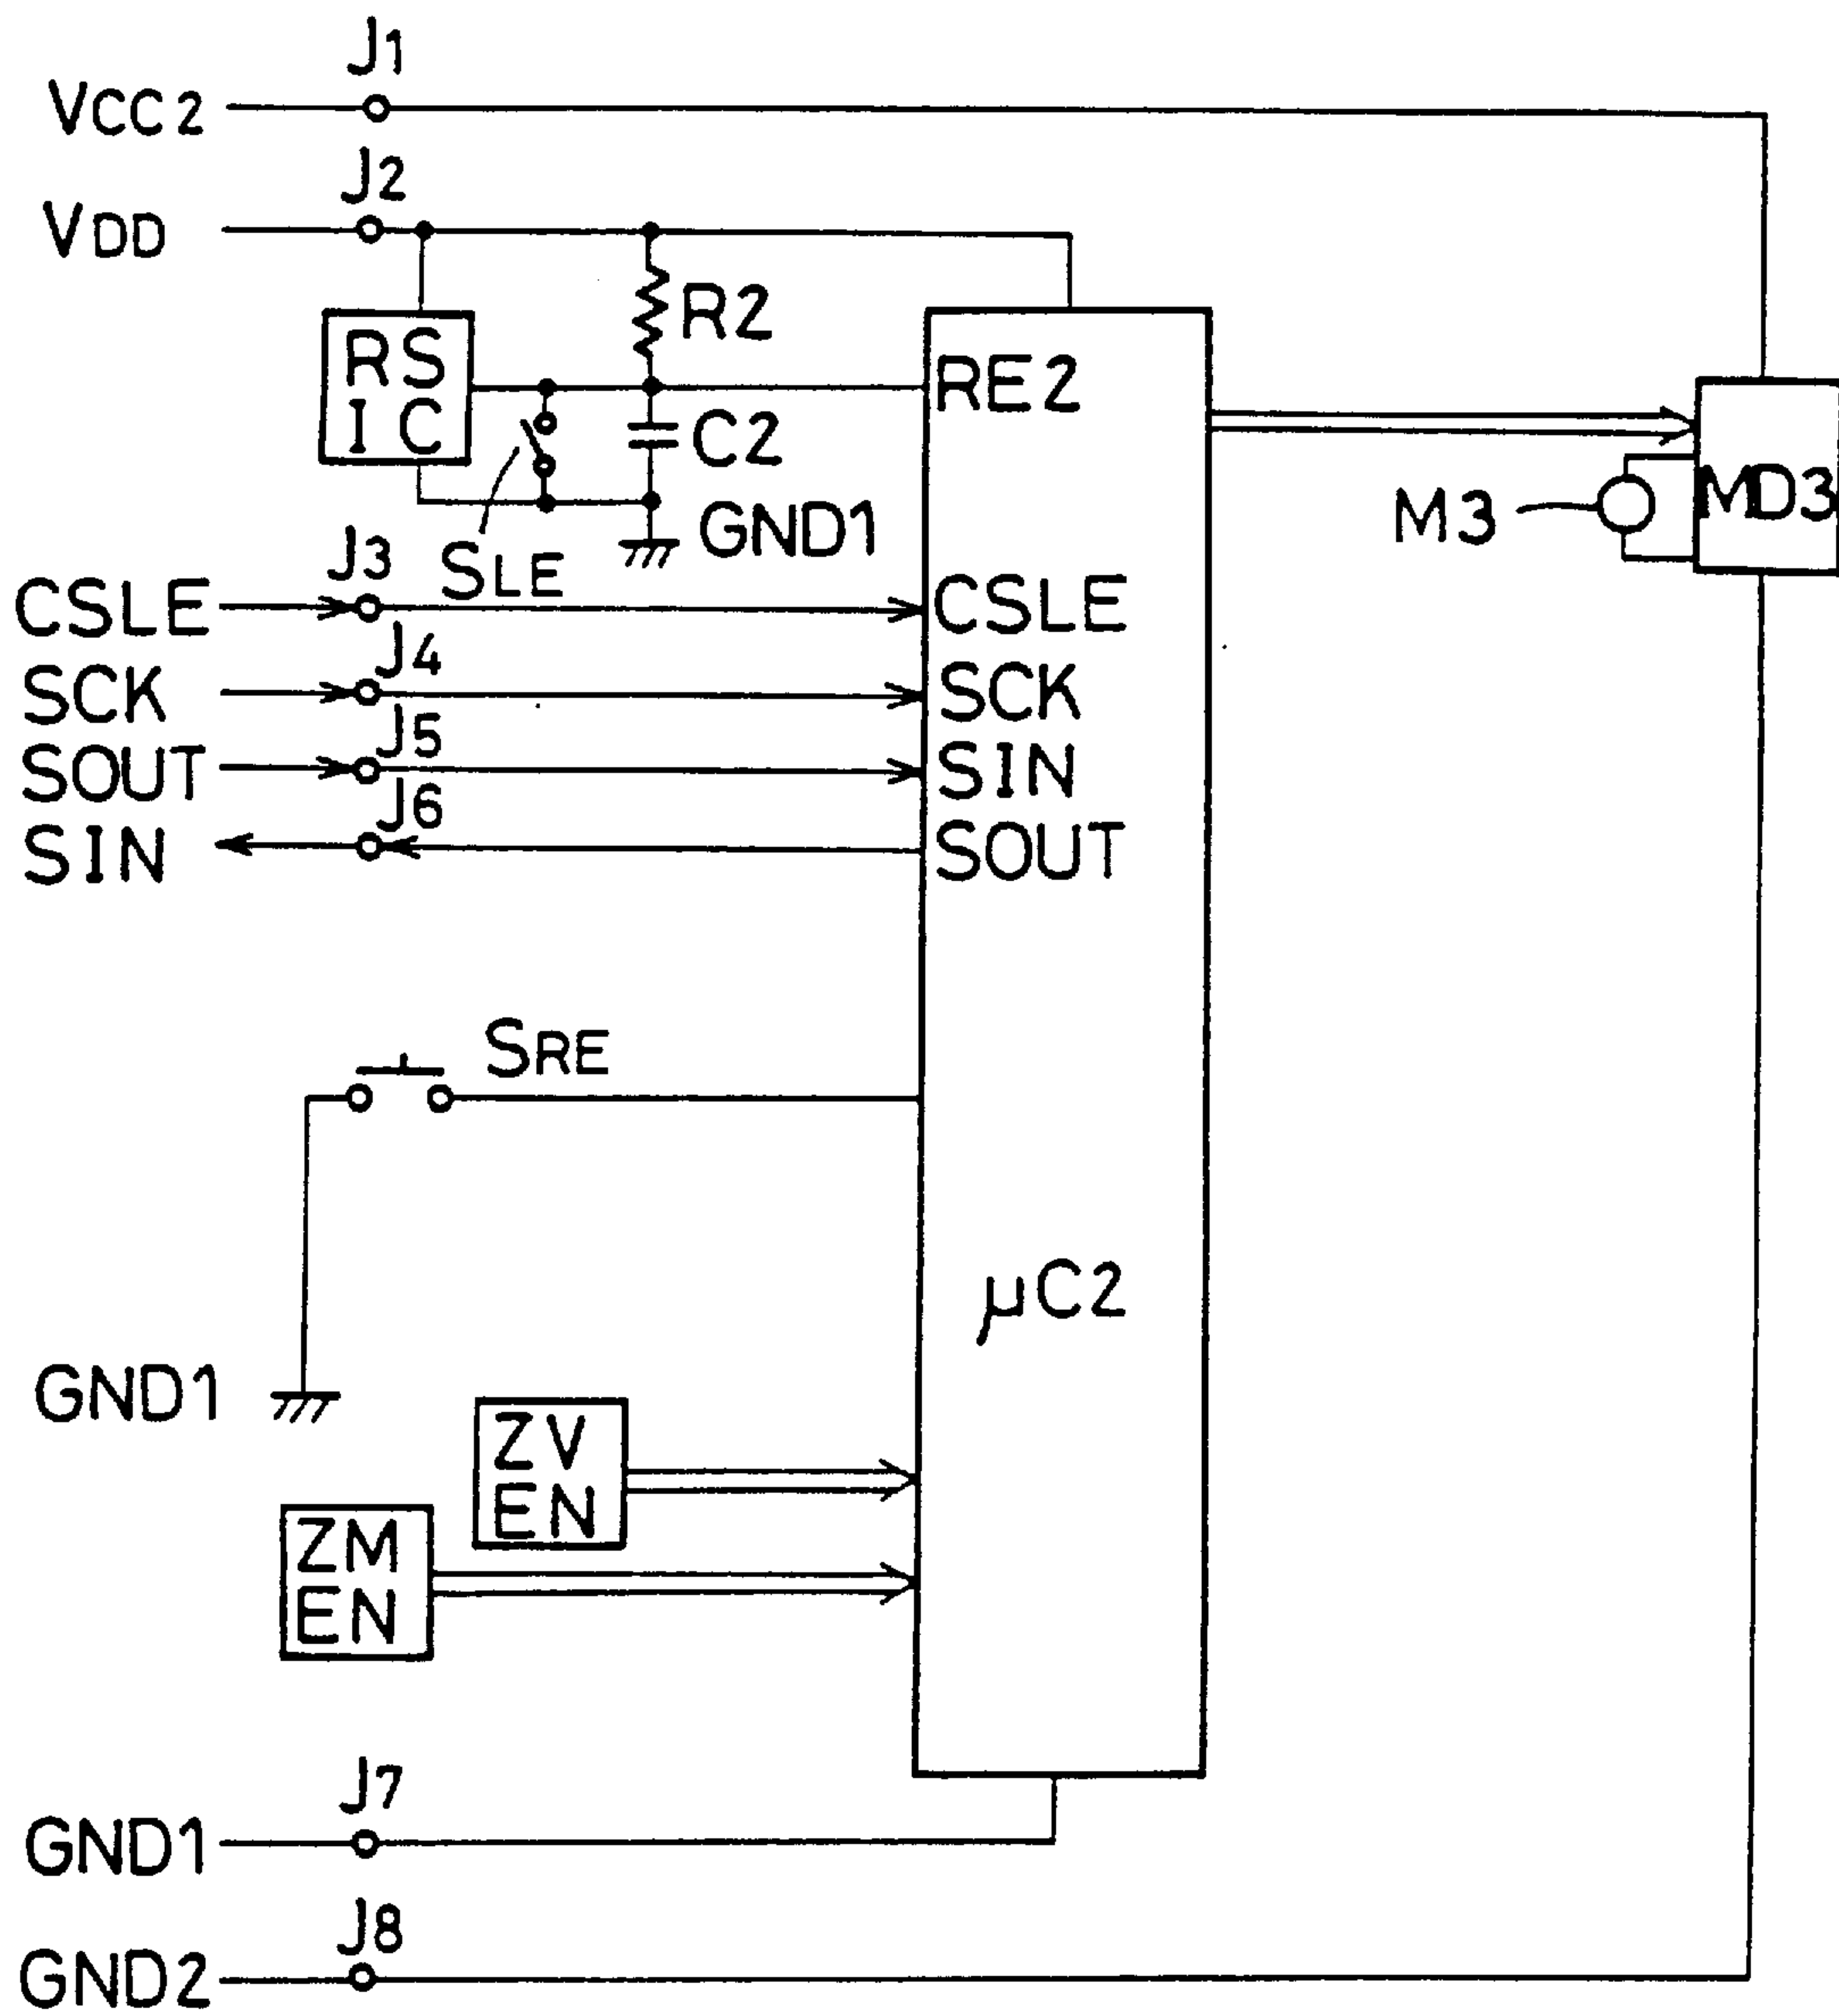 J1
VCC2
J2
VDD
R2
RS
IC
RE2
C2
GND1
M3
MD3
SLE
J3
CSLE
CSLE
J4
SCK
SCK
J5
SOUT
SIN
J6
SIN
SOUT
SRE
µC2
GND1
ZV
EN
ZM
EN
J7
GND1
J8
GND2